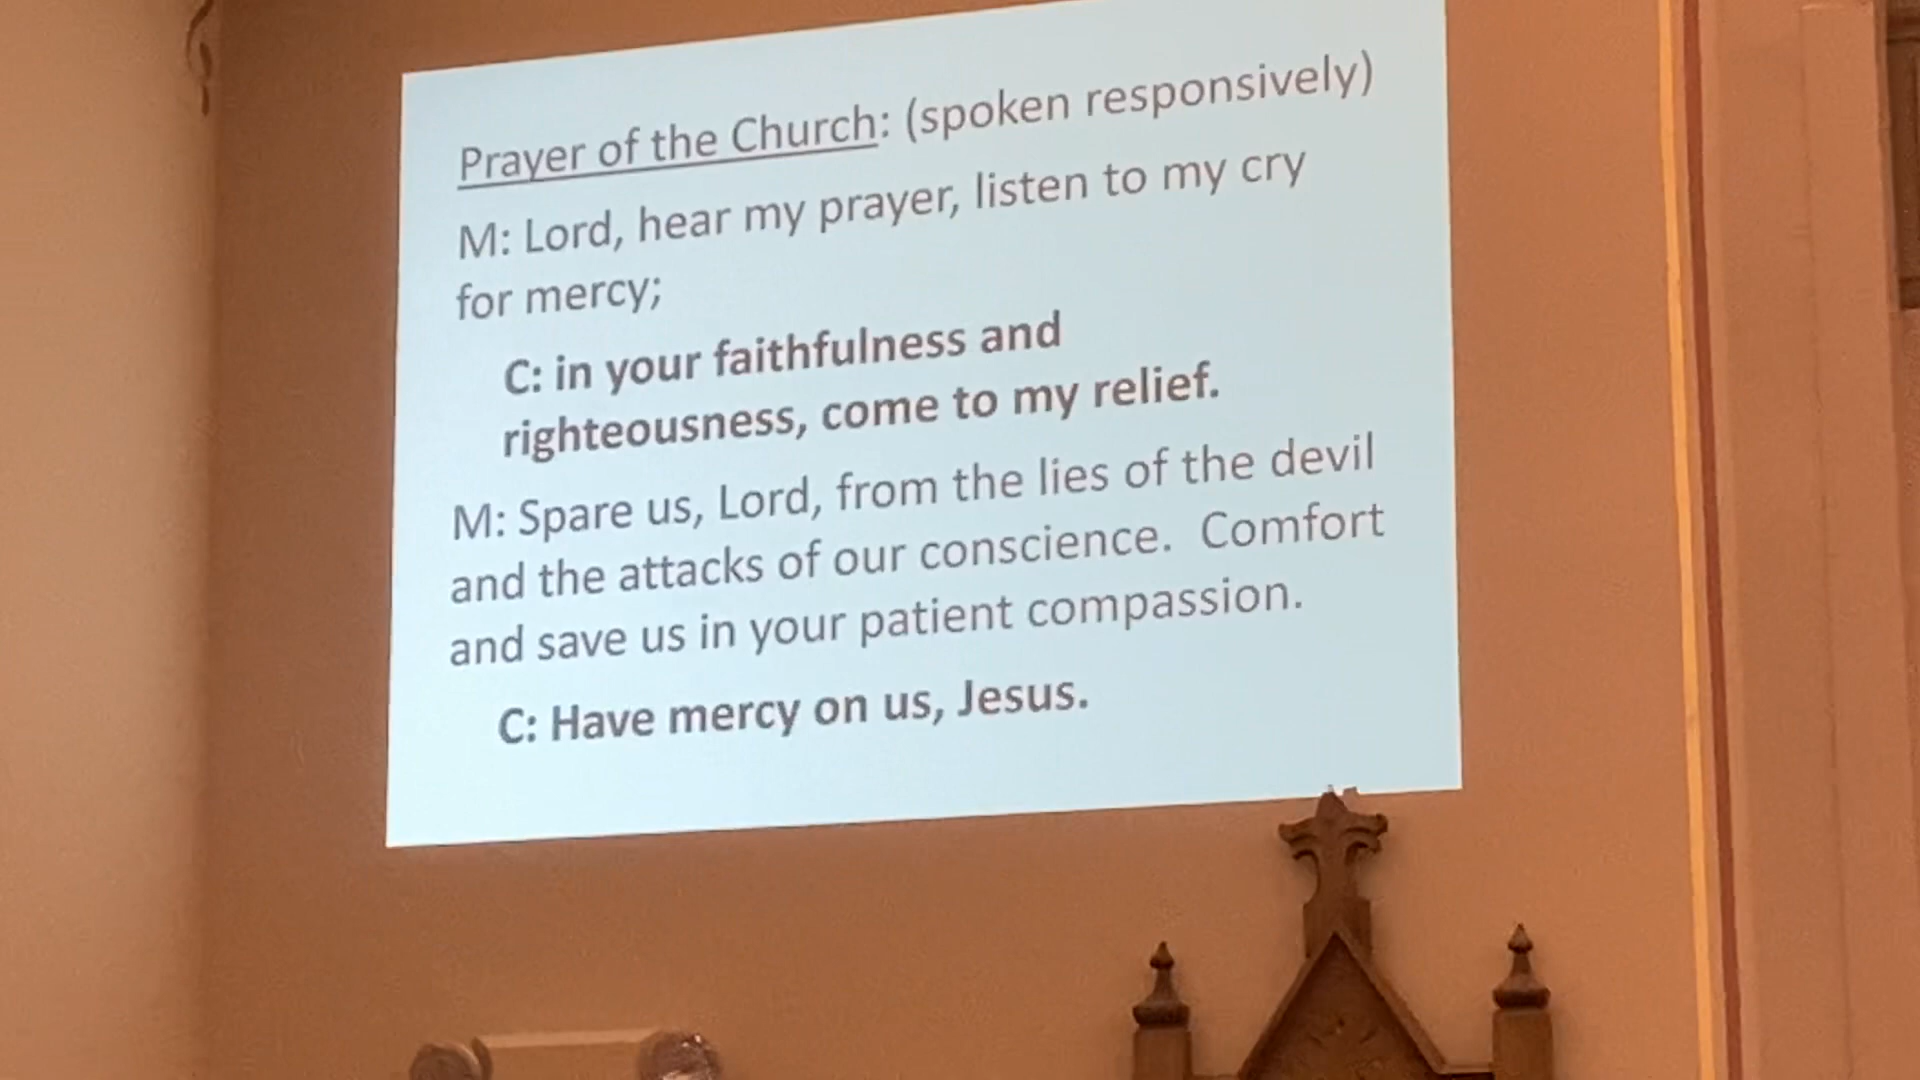 Prayer of the Church: (spoken responsively)
M: Lord, hear my prayer, listen to my cry
for mercy;
C: in your faithfulness and
righteousness, come to my relief.
M: Spare us, Lord, from the lies of the devil
and the attacks of our conscience.  Comfort
and save us in your patient compassion.
C: Have mercy on us, Jesus.